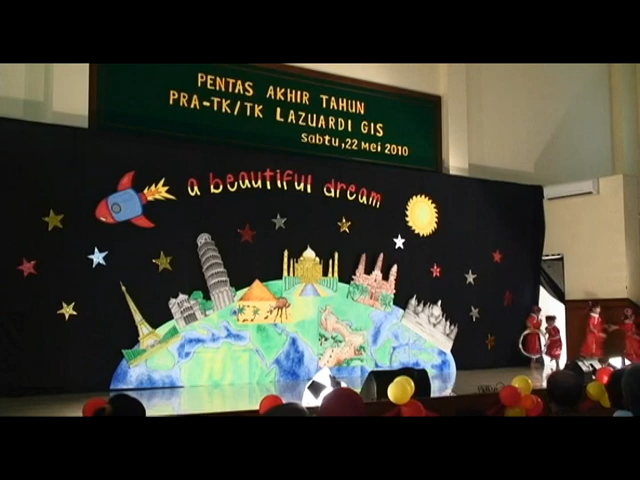 PENTAS AKHIR TAHUN
PRA-TK/TK LAZUARDI GIS
Sabtu, 22 Mei 2010
a beautiful dream